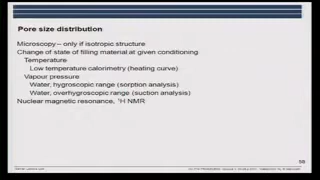 Pore size distribution
Microscopy – only if isotropic structure
Change of state of filling material at given conditioning
Temperature
Low temperature calorimetry (heating curve)
Vapour pressure
Water, hygroscopic range (sorption analysis)
Water, overhygroscopic range (suction analysis)
Nuclear magnetic resonance, ¹H NMR